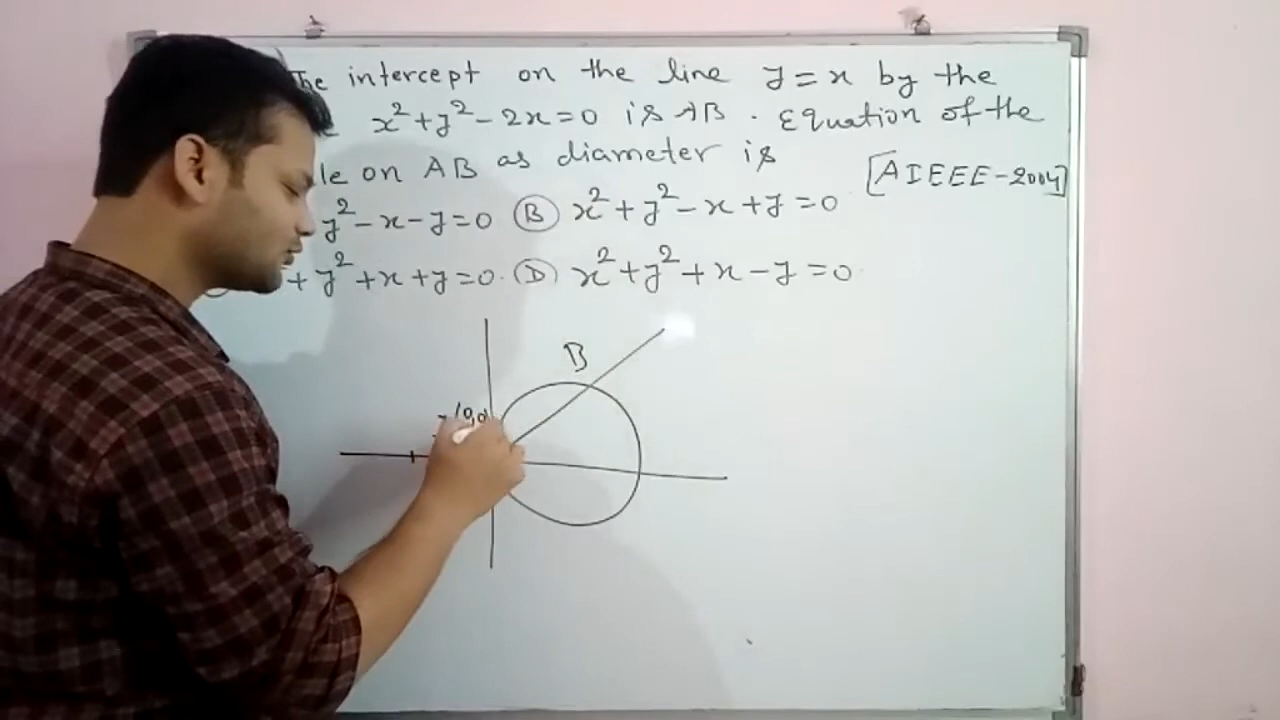 The intercept on the line y = x by the
x² + y² - 2x = 0 is AB. Equation of the
le on AB as diameter is
[AIEEE-2004]
y² - x - y = 0 (B) x² + y² - x + y = 0
+ y² + x + y = 0. (D) x² + y² + x - y = 0
B
(0,0